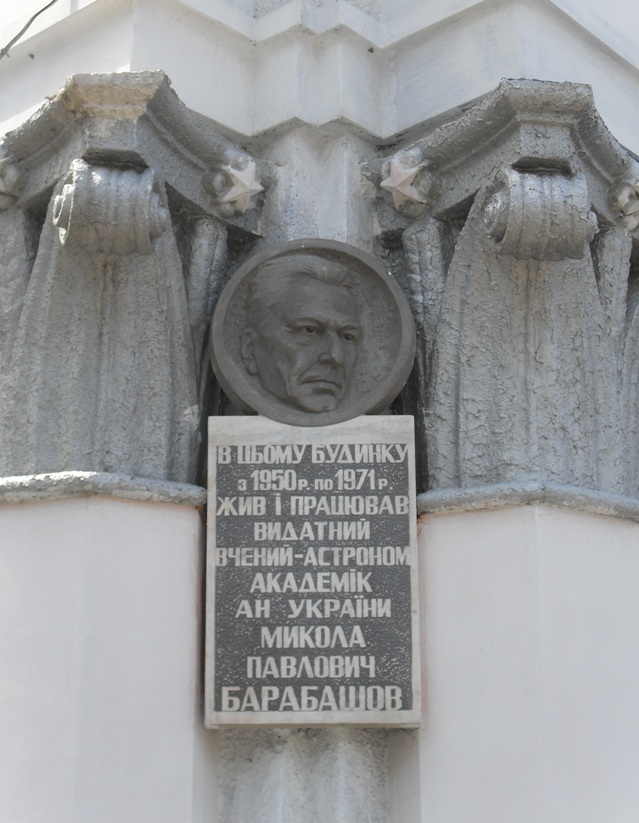 В ЦЬОМУ БУДИНКУ
З 1950 Р. ПО 1971 Р.
ЖИВ І ПРАЦЮВАВ
ВИДАТНИЙ
ВЧЕНИЙ-АСТРОНОМ
АКАДЕМІК
АН УКРАЇНИ
МИКОЛА
ПАВЛОВИЧ
БАРАБАШОВ